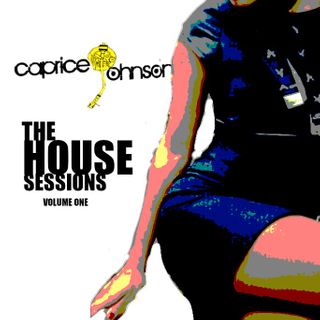 caprice Johnson
THE
HOUSE
SESSIONS
VOLUME ONE